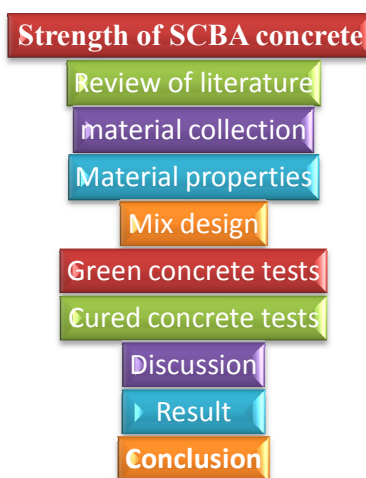 Strength of SCBA concrete
Review of literature
material collection
Material properties
Mix design
Green concrete tests
Cured concrete tests
Discussion
Result
Conclusion